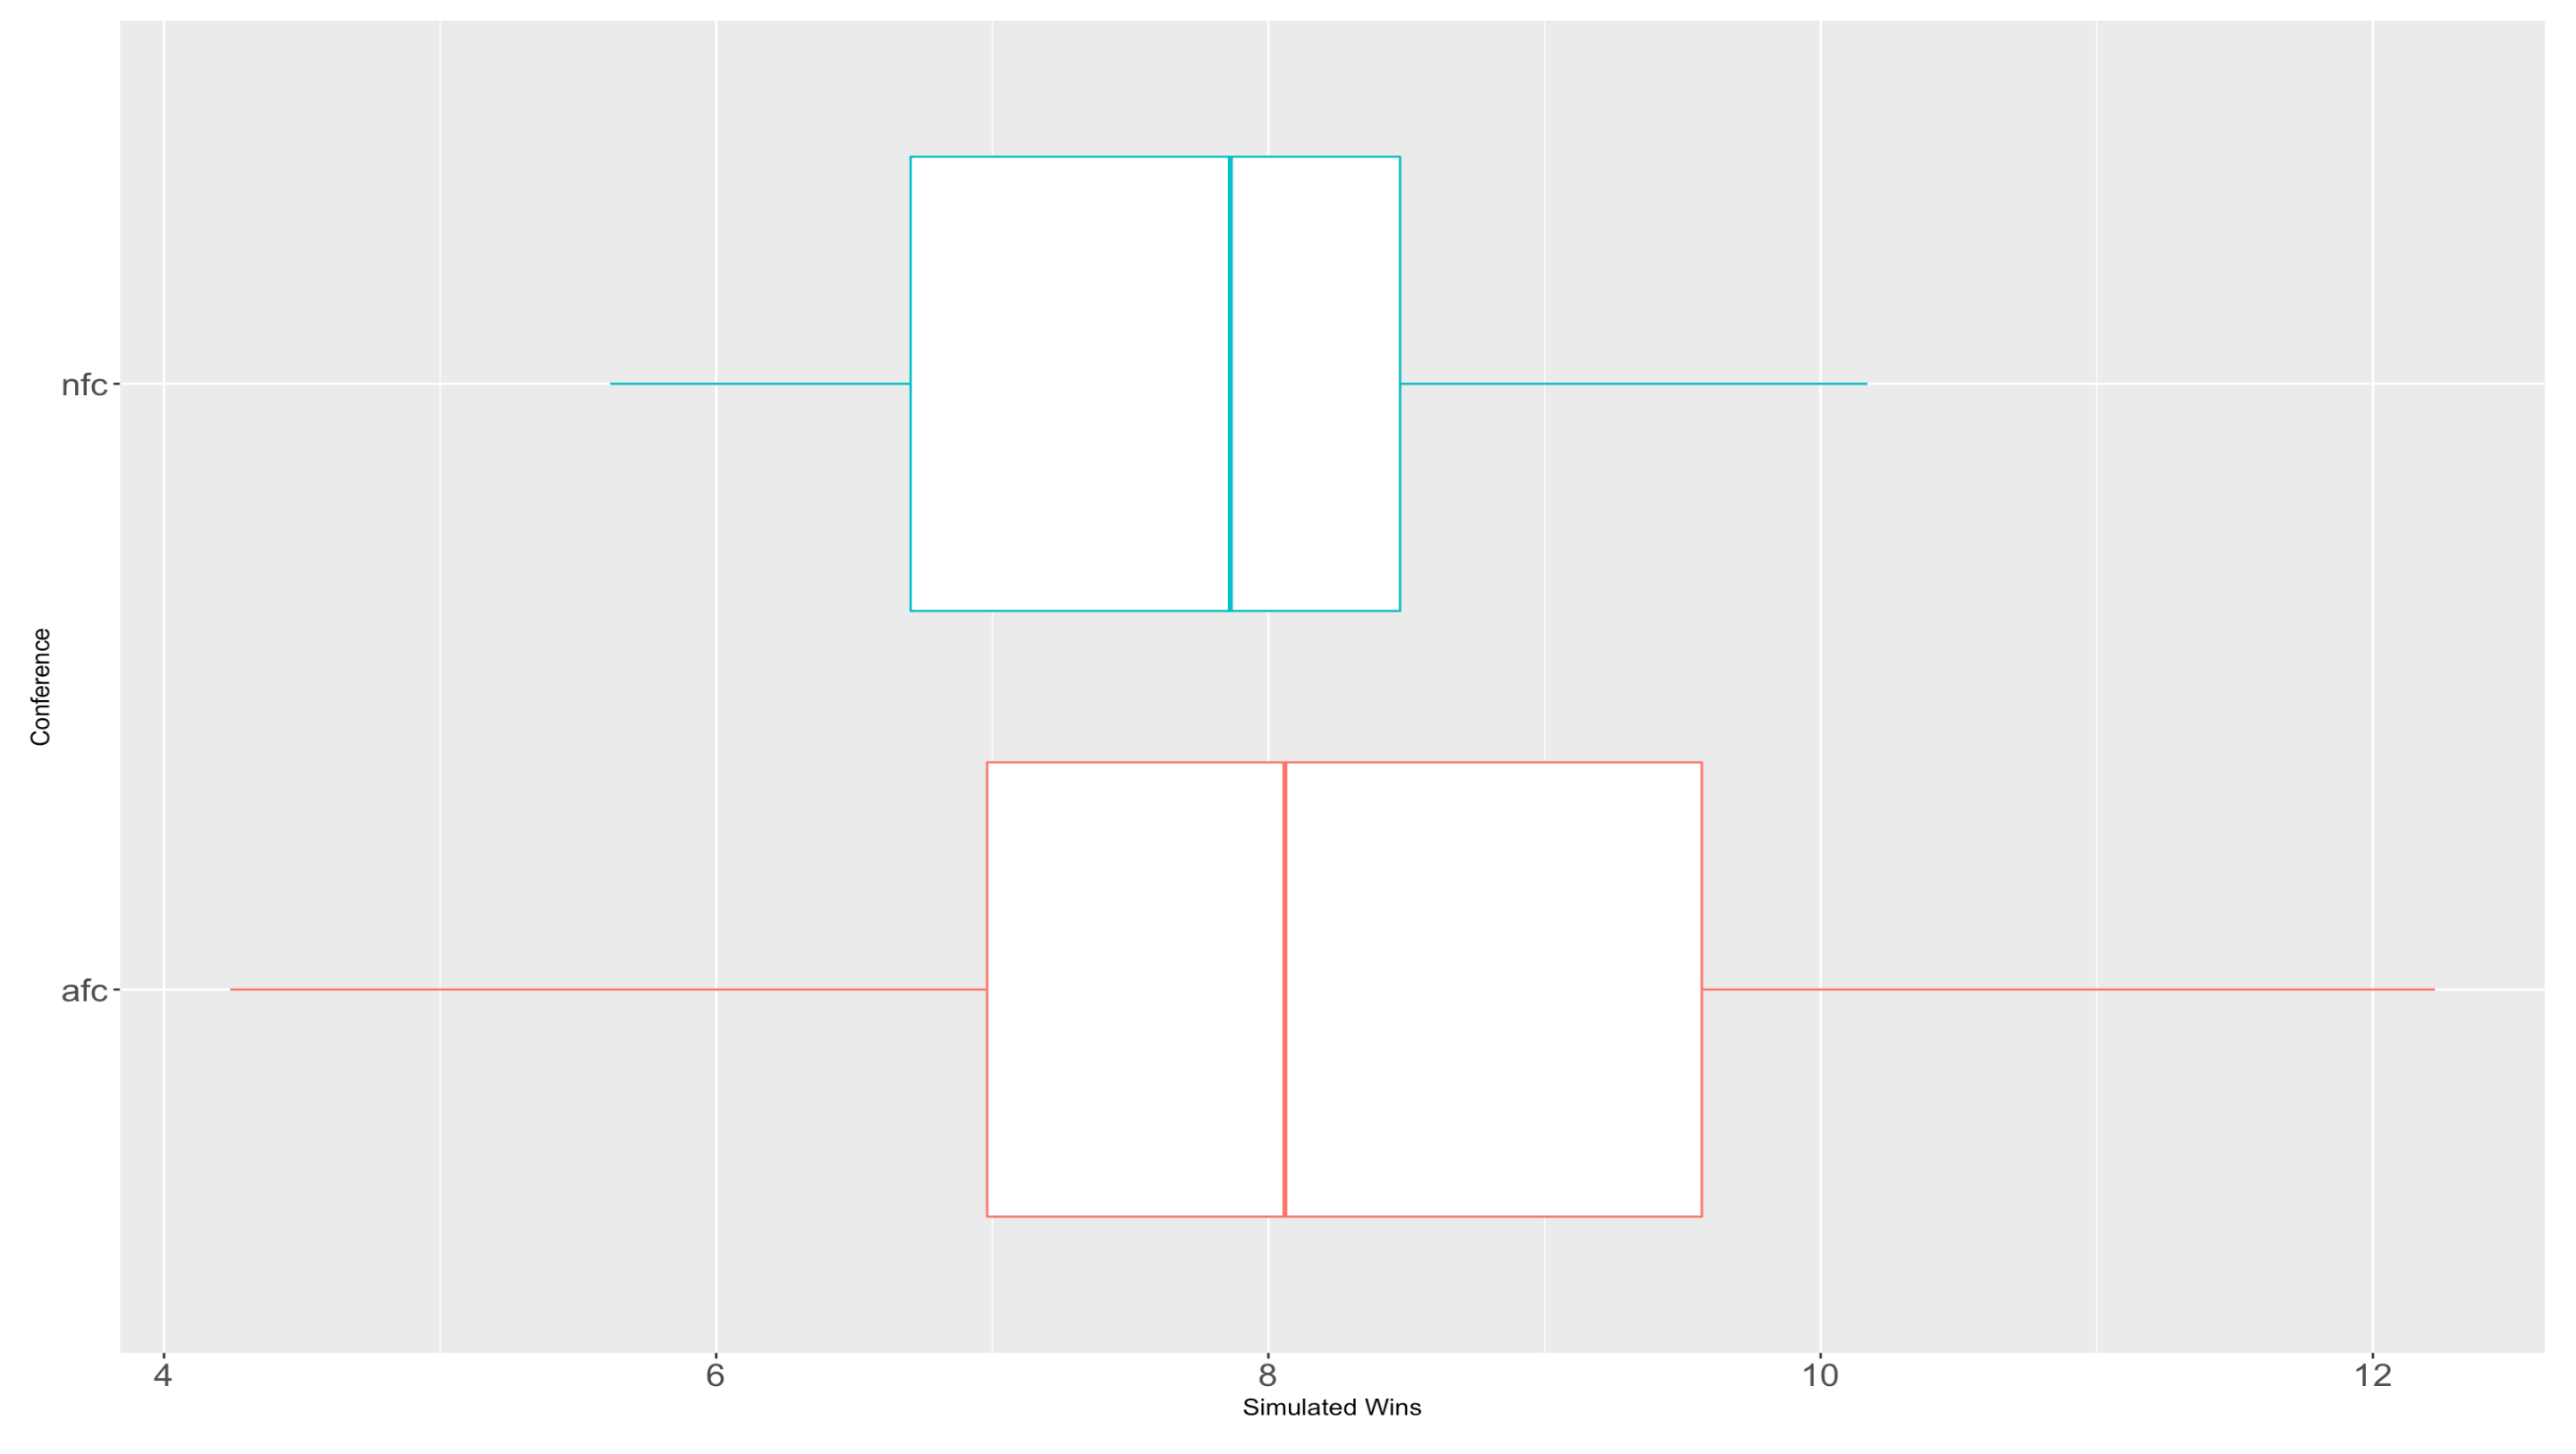 Conference
nfc
afc
4 6 8 10 12
Simulated Wins